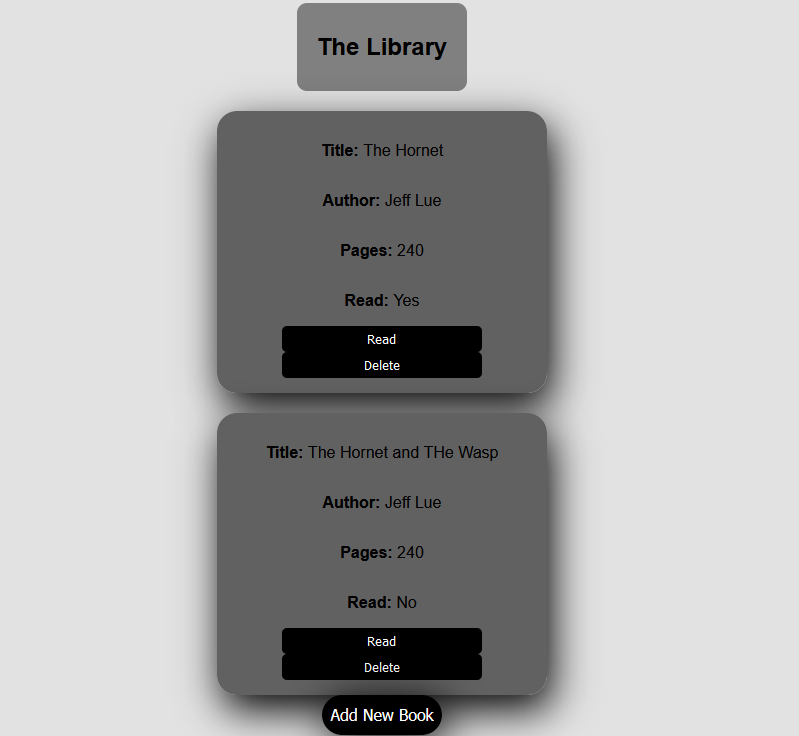 The Library
Title: The Hornet
Author: Jeff Lue
Pages: 240
Read: Yes
Read
Delete
Title: The Hornet and THe Wasp
Author: Jeff Lue
Pages: 240
Read: No
Read
Delete
Add New Book